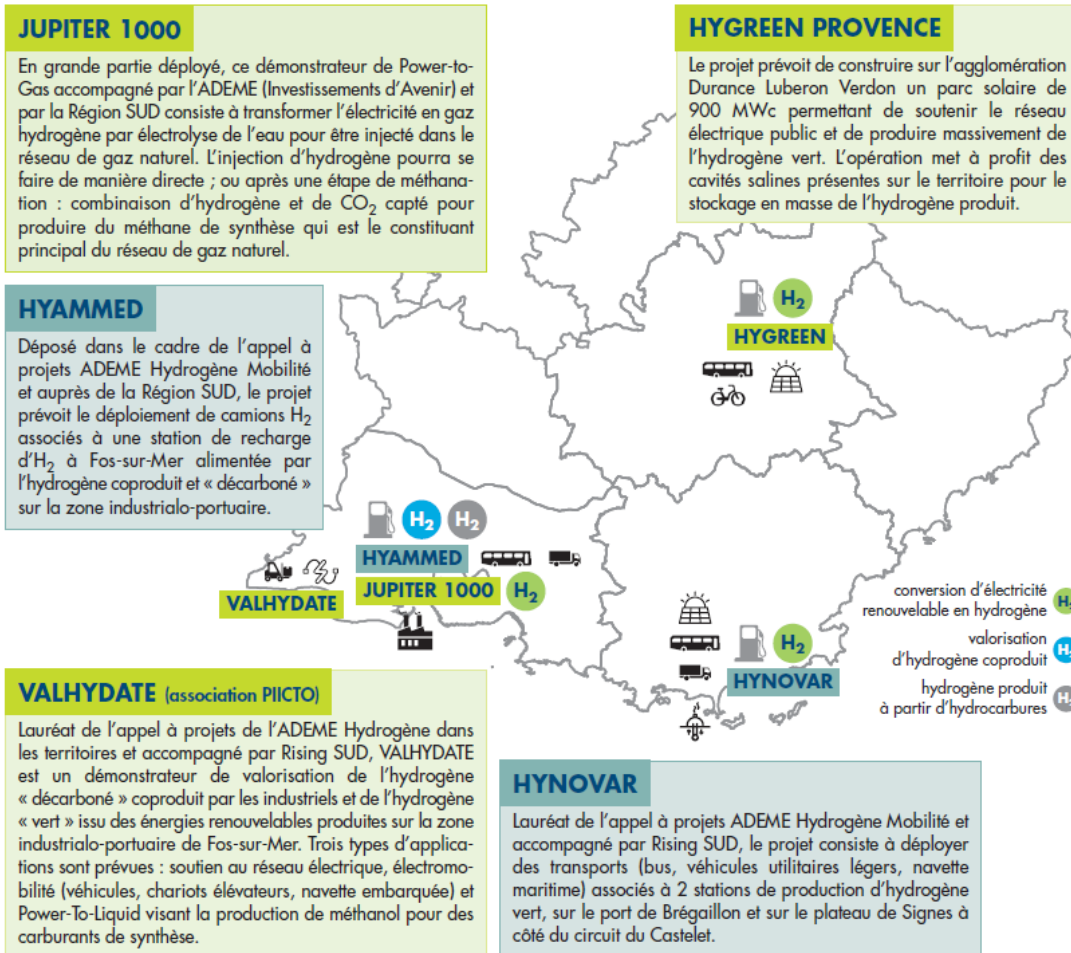 JUPITER 1000
En grande partie déployé, ce démonstrateur de Power-to-
Gas accompagné par l'ADEME (Investissements d'Avenir) et
par la Région SUD consiste à transformer l'électricité en gaz
hydrogène par électrolyse de l'eau pour être injecté dans le
réseau de gaz naturel. L'injection d'hydrogène pourra se
faire de manière directe ; ou après une étape de méthana-
tion : combinaison d'hydrogène et de CO2 capté pour
produire du méthane de synthèse qui est le constituant
principal du réseau de gaz naturel.
HYGREEN PROVENCE
Le projet prévoit de construire sur l'agglomération
Durance Luberon Verdon un parc solaire de
900 MWc permettant de soutenir le réseau
électrique public et de produire massivement de
l'hydrogène vert. L'opération met à profit des
cavités salines présentes sur le territoire pour le
stockage en masse de l'hydrogène produit.
HYAMMED
Déposé dans le cadre de l'appel à
projets ADEME Hydrogène Mobilité
et auprès de la Région SUD, le projet
prévoit le déploiement de camions H2
associés à une station de recharge
d'H2 à Fos-sur-Mer alimentée par
l'hydrogène coproduit et « décarboné »
sur la zone industrialo-portuaire.
H2
HYGREEN
H2 H2
HYAMMED
JUPITER 1000 H2
VALHYDATE
H2
HYNOVAR
conversion d'électricité
renouvelable en hydrogène
valorisation
d'hydrogène coproduit
hydrogène produit
à partir d'hydrocarbures
VALHYDATE (association PIICTO)
Lauréat de l'appel à projets de l'ADEME Hydrogène dans
les territoires et accompagné par Rising SUD, VALHYDATE
est un démonstrateur de valorisation de l'hydrogène
« décarboné » coproduit par les industriels et de l'hydrogène
« vert » issu des énergies renouvelables produites sur la zone
industrialo-portuaire de Fos-sur-Mer. Trois types d'applica-
tions sont prévues : soutien au réseau électrique, électromo-
bilité (véhicules, chariots élévateurs, navette embarquée) et
Power-To-Liquid visant la production de méthanol pour des
carburants de synthèse.
HYNOVAR
Lauréat de l'appel à projets ADEME Hydrogène Mobilité et
accompagné par Rising SUD, le projet consiste à déployer
des transports (bus, véhicules utilitaires légers, navette
maritime) associés à 2 stations de production d'hydrogène
vert, sur le port de Brégaillon et sur le plateau de Signes à
côté du circuit du Castelet.